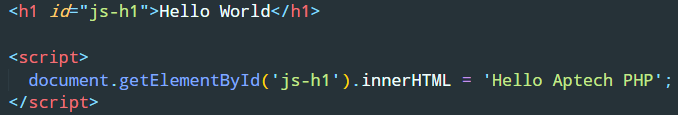 <h1 id="js-h1">Hello World</h1>
<script>
document.getElementById('js-h1').innerHTML = 'Hello Aptech PHP';
</script>